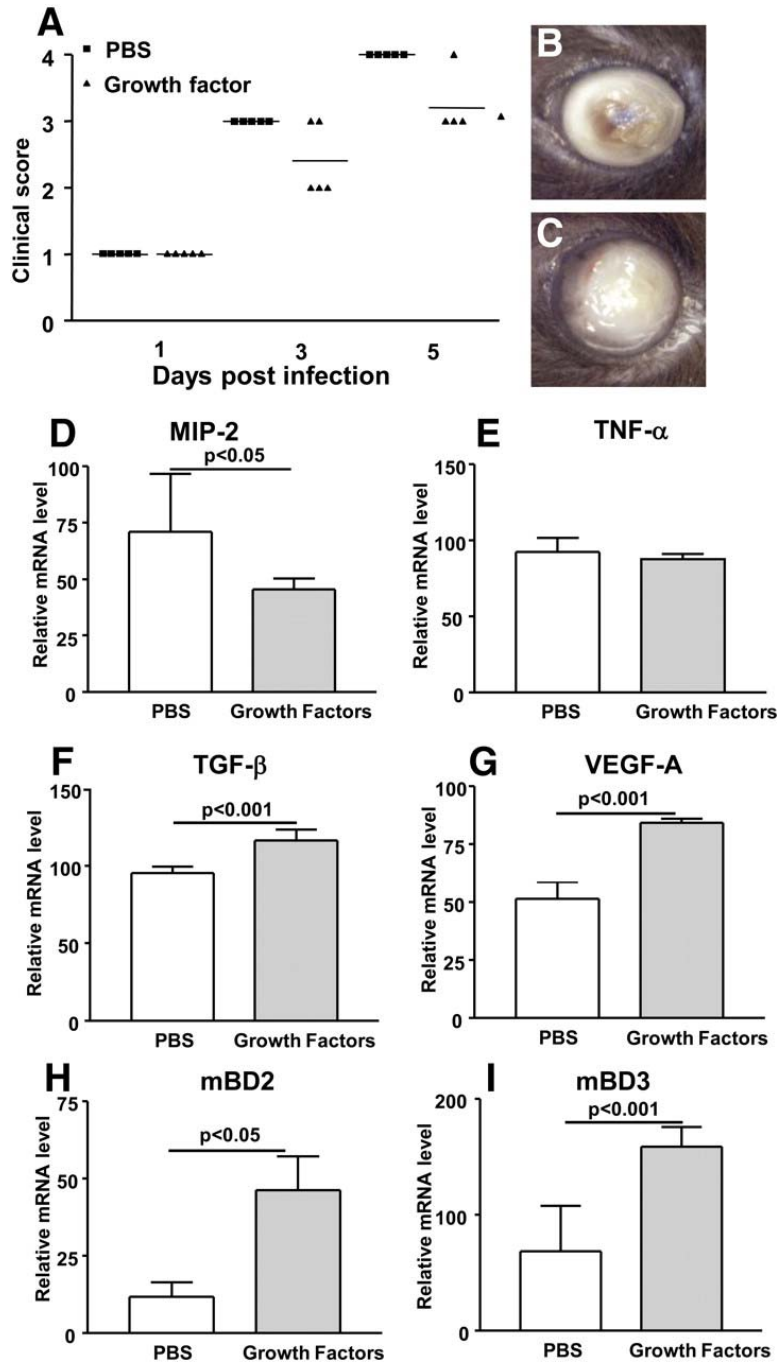 A
PBS
Growth factor
Clinical score
4
3
2
1
0
1 3 5
Days post infection
B
C
D
MIP-2
p<0.05
Relative mRNA level
100
75
50
25
0
PBS Growth Factors
E
TNF-α
Relative mRNA level
150
100
50
0
PBS Growth Factors
F
TGF-β
p<0.001
Relative mRNA level
150
100
50
0
PBS Growth Factors
G
VEGF-A
p<0.001
Relative mRNA level
100
75
50
25
0
PBS Growth Factors
H
mBD2
p<0.05
Relative mRNA level
75
50
25
0
PBS Growth Factors
I
mBD3
p<0.001
Relative mRNA level
200
100
0
PBS Growth Factors